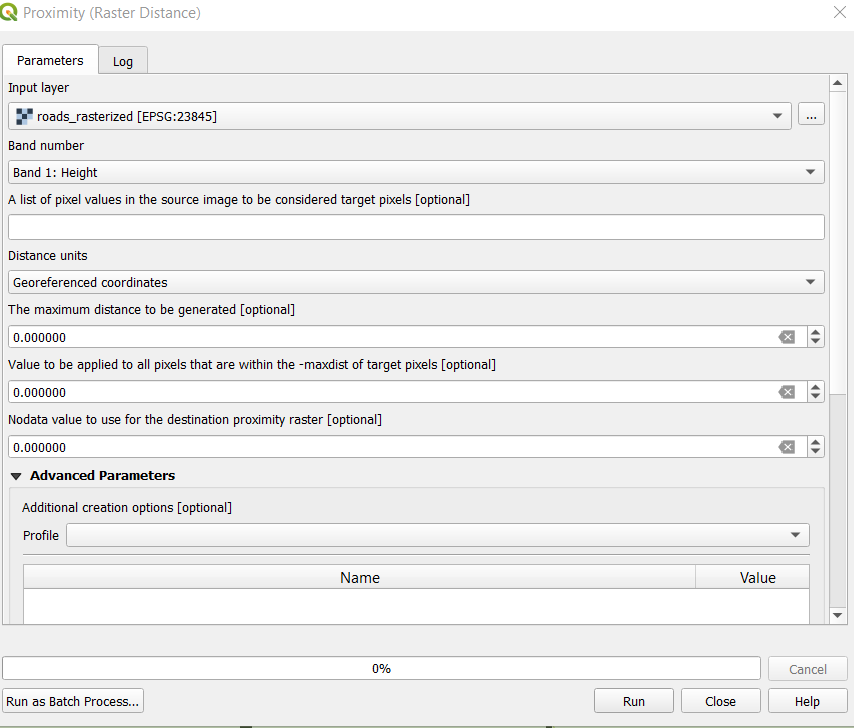 Proximity (Raster Distance)
Parameters
Log
Input layer
roads_rasterized [EPSG:23845]
...
Band number
Band 1: Height
A list of pixel values in the source image to be considered target pixels [optional]
Distance units
Georeferenced coordinates
The maximum distance to be generated [optional]
0.000000
Value to be applied to all pixels that are within the -maxdist of target pixels [optional]
0.000000
Nodata value to use for the destination proximity raster [optional]
0.000000
Advanced Parameters
Additional creation options [optional]
Profile
Name Value
0%
Cancel
Run as Batch Process... Run Close Help